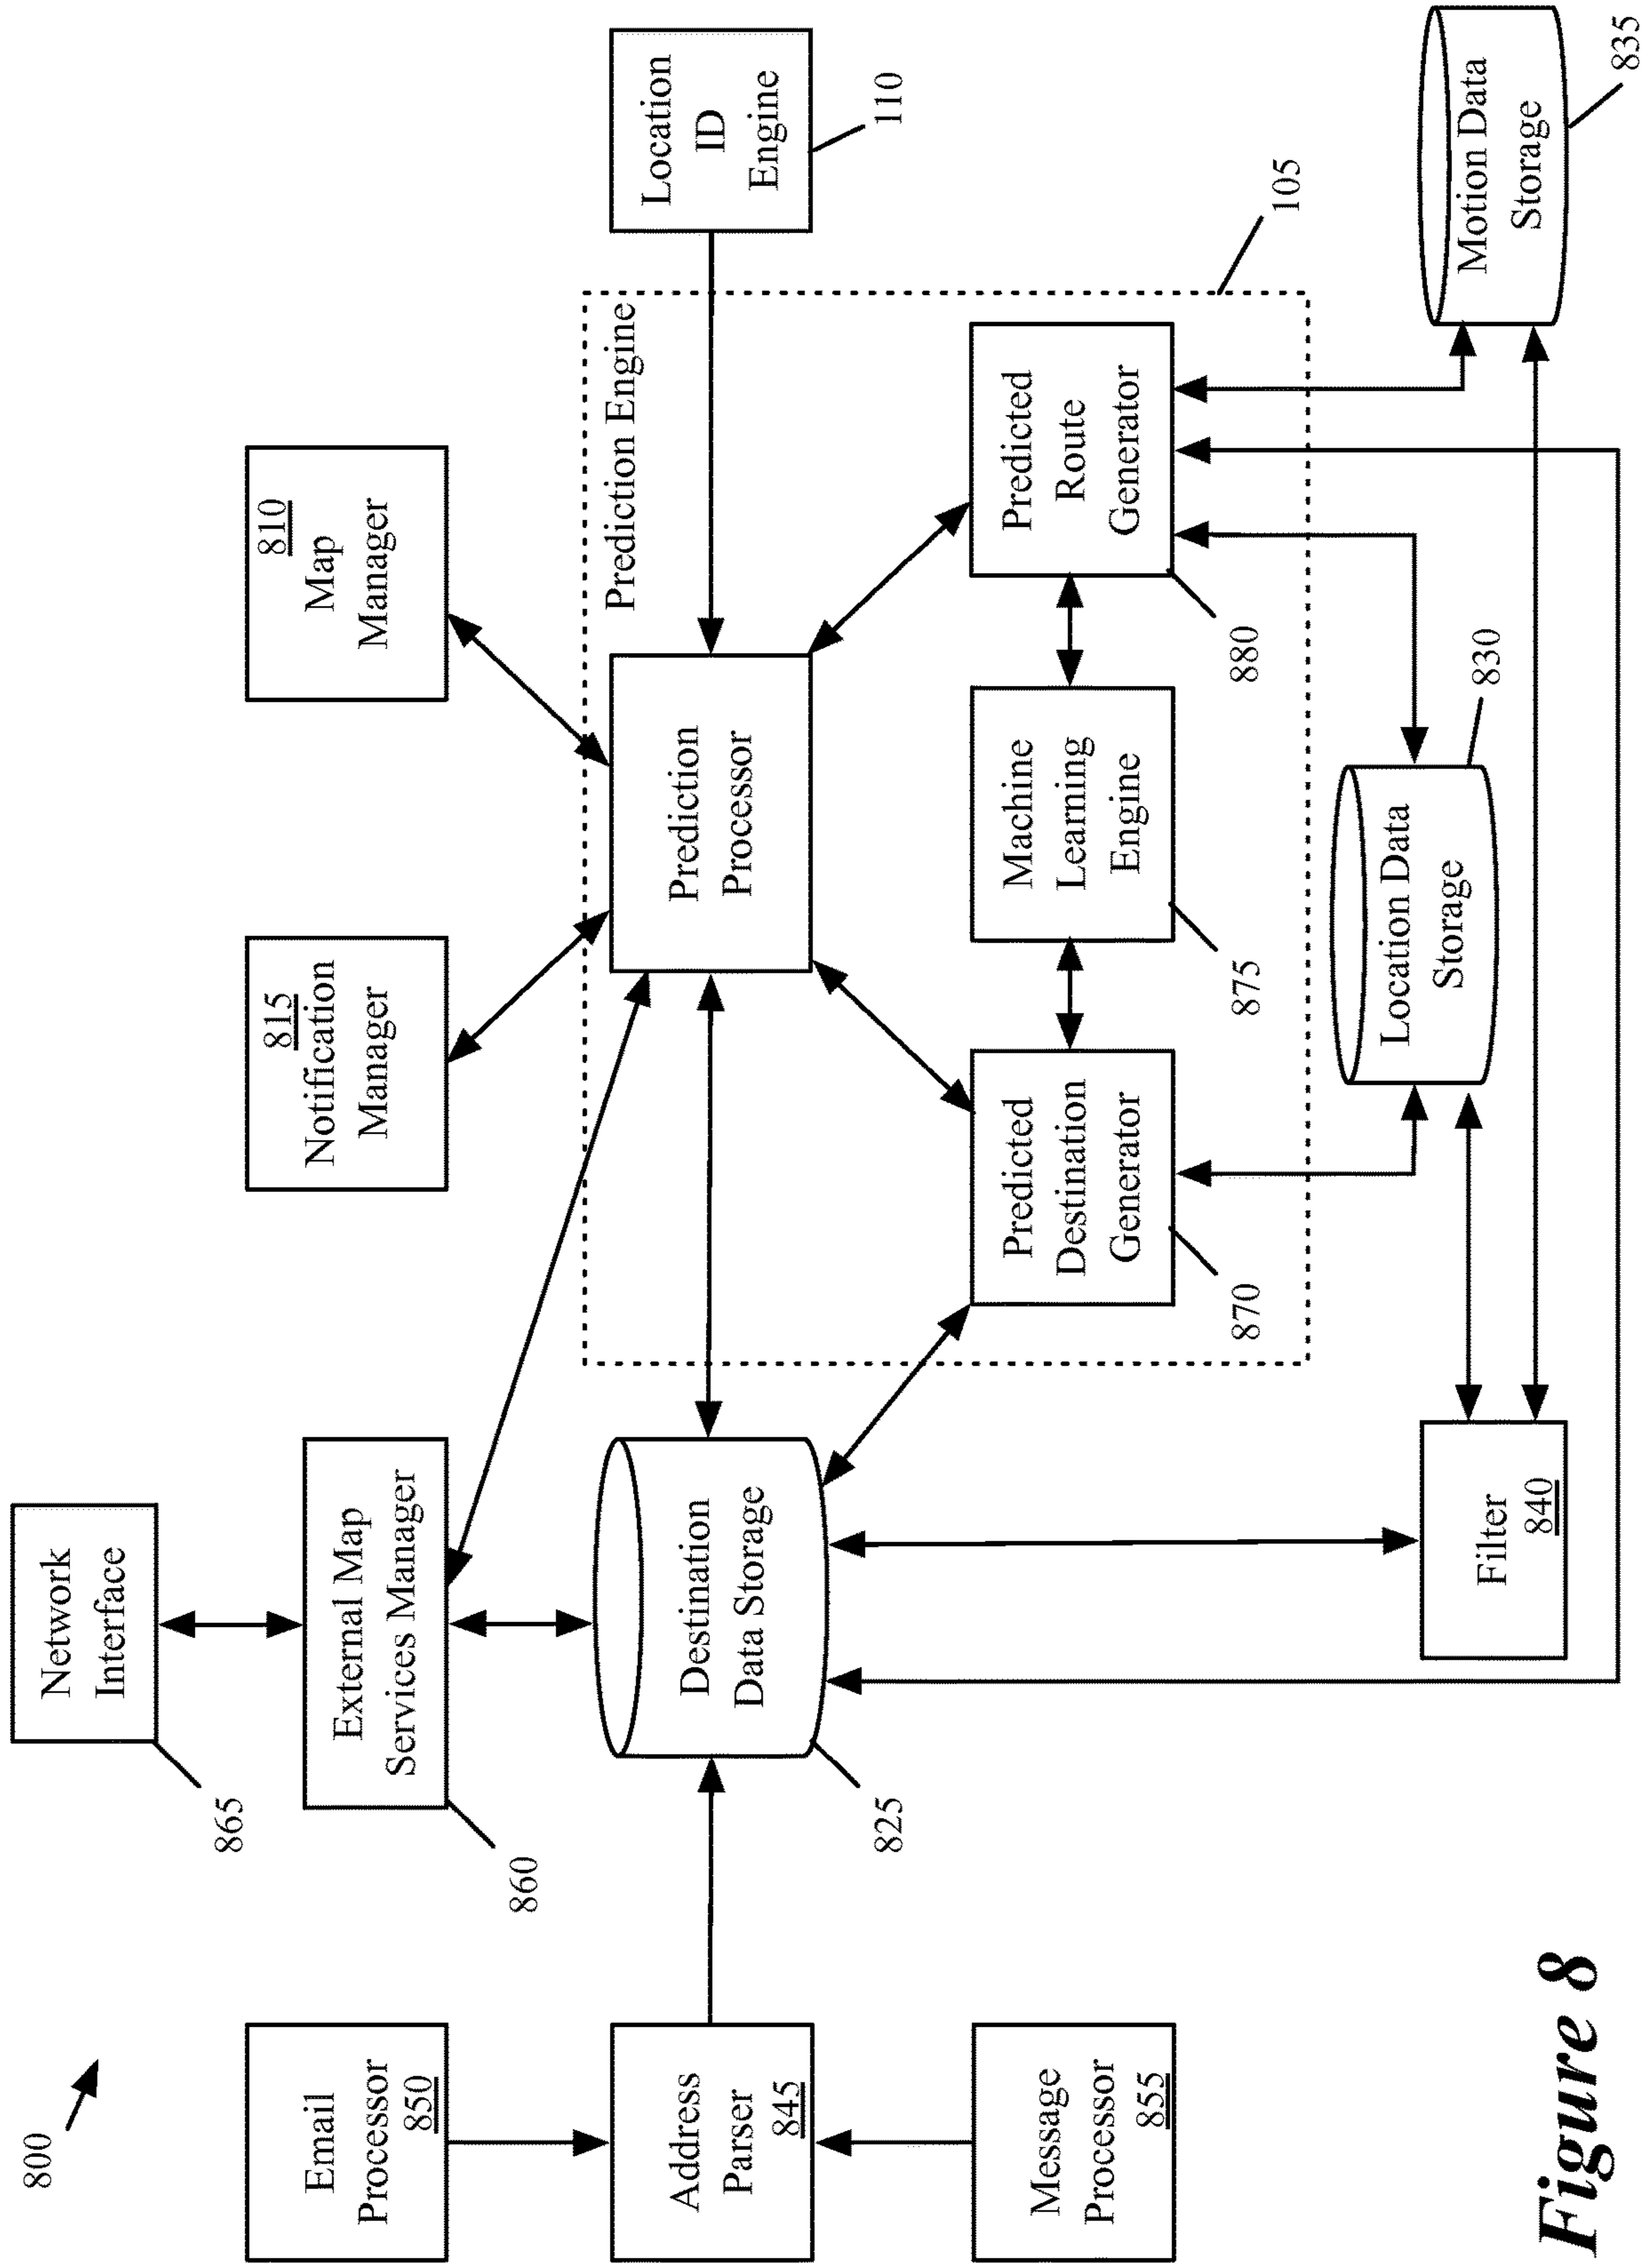 800
Network
Interface
865
Email
Processor
850
External Map
Services Manager
860
815
Notification
Manager
810
Map
Manager
Address
Parser
845
Destination
Data Storage
825
Prediction Engine
Prediction
Processor
Location
ID
Engine
110
Message
Processor
855
Predicted
Destination
Generator
870
Machine
Learning
Engine
875
Predicted
Route
Generator
880
105
Filter
840
Location Data
Storage
830
Motion Data
Storage
835
Figure 8